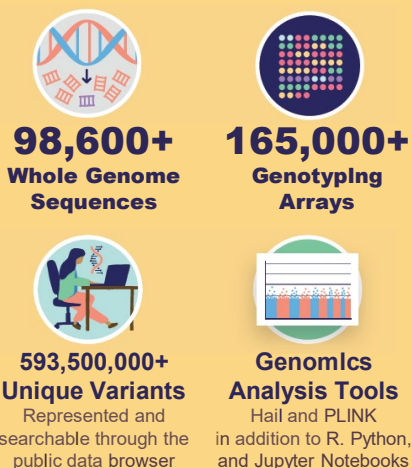 98,600+
Whole Genome
Sequences
165,000+
Genotyping
Arrays
593,500,000+
Unique Variants
Represented and
searchable through the
public data browser
Genomics
Analysis Tools
Hail and PLINK
in addition to R. Python,
and Jupyter Notebooks